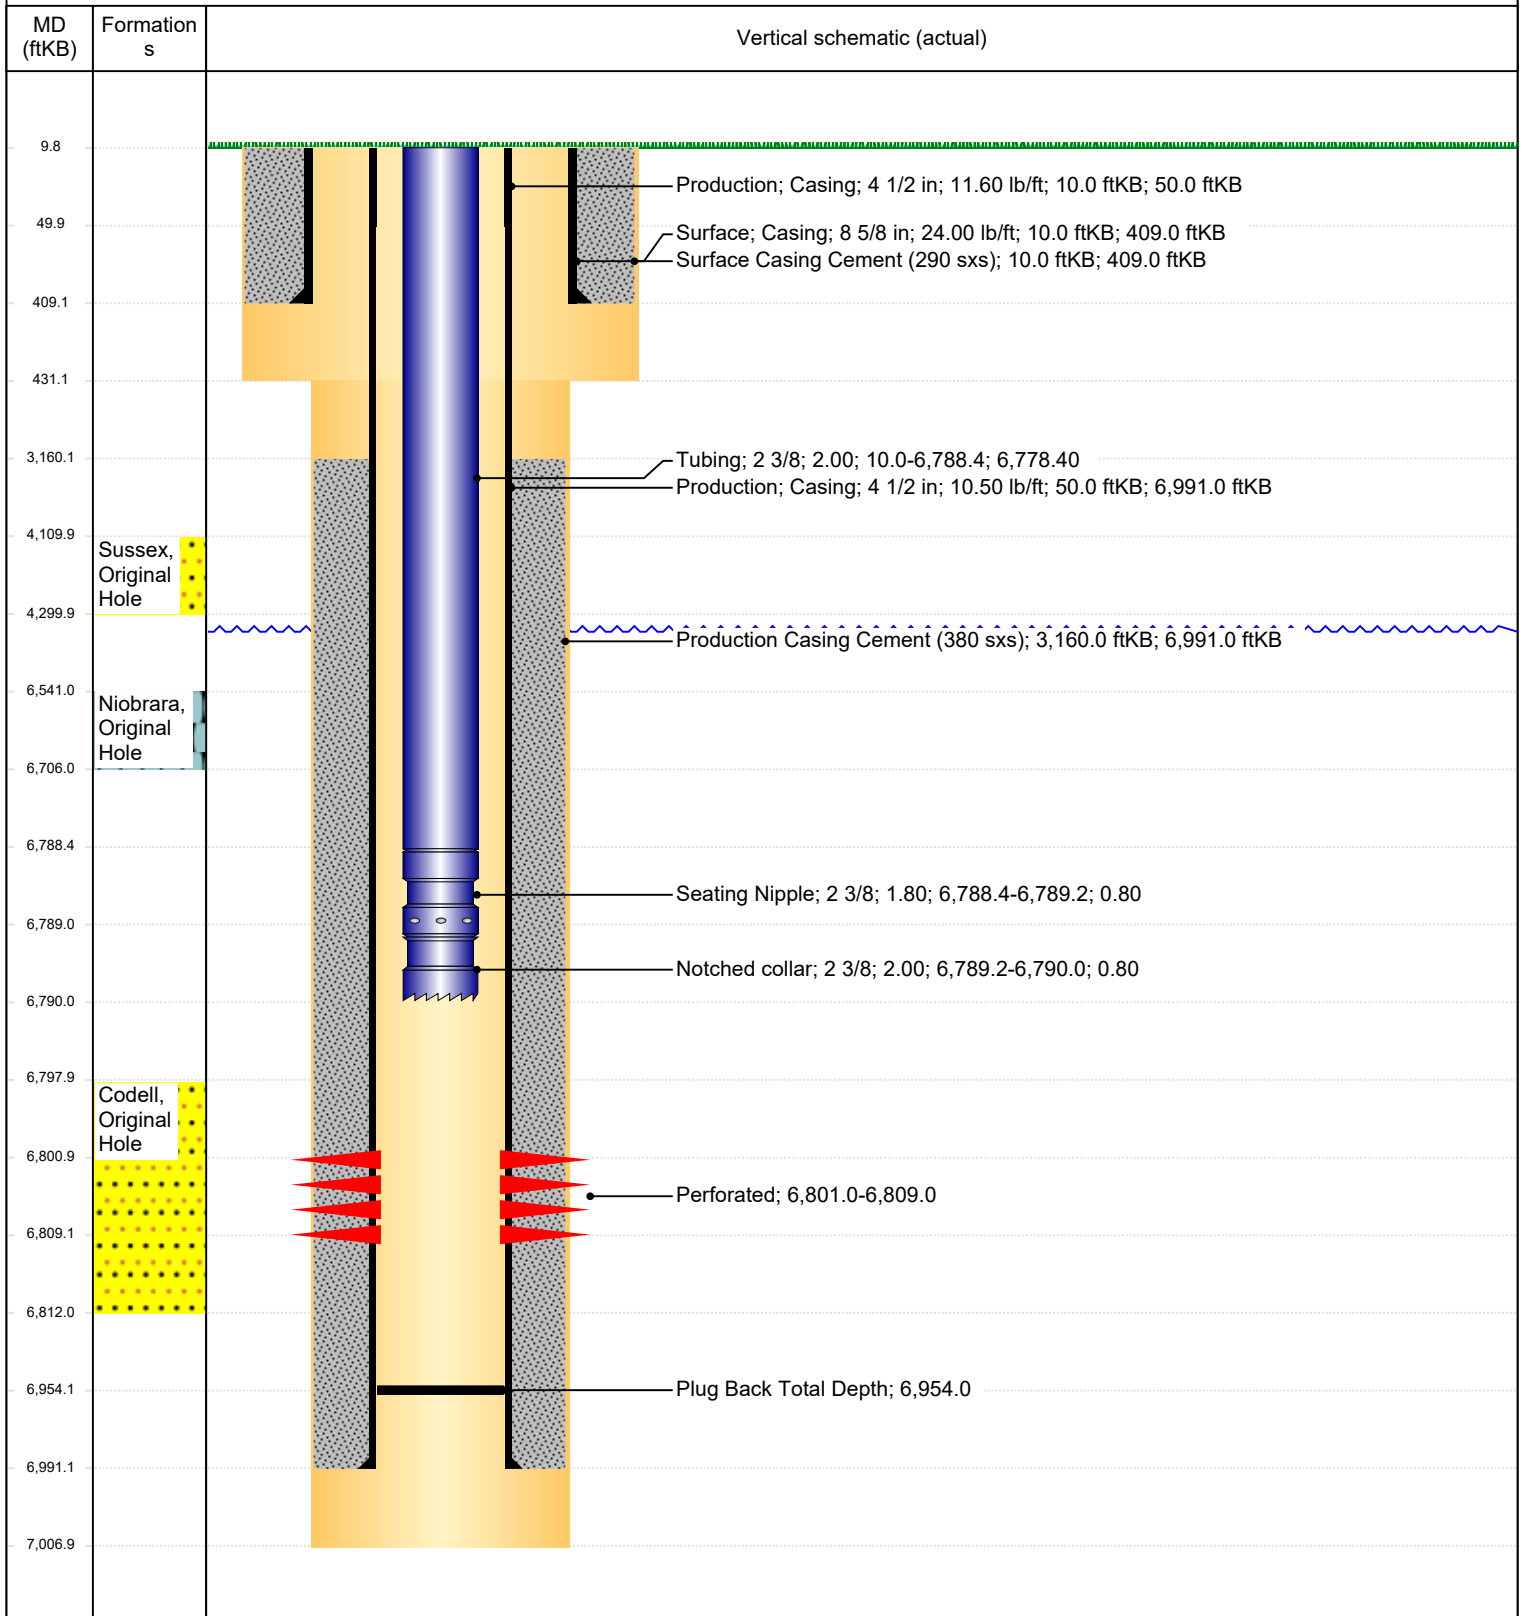 MD
(ftKB)
Formation
s
Vertical schematic (actual)
9.8
Production; Casing; 4 1/2 in; 11.60 lb/ft; 10.0 ftKB; 50.0 ftKB
49.9
Surface; Casing; 8 5/8 in; 24.00 lb/ft; 10.0 ftKB; 409.0 ftKB
Surface Casing Cement (290 sxs); 10.0 ftKB; 409.0 ftKB
409.1
431.1
3,160.1
Tubing; 2 3/8; 2.00; 10.0-6,788.4; 6,778.40
Production; Casing; 4 1/2 in; 10.50 lb/ft; 50.0 ftKB; 6,991.0 ftKB
4,109.9
Sussex,
Original
Hole
4,299.9
Production Casing Cement (380 sxs); 3,160.0 ftKB; 6,991.0 ftKB
6,541.0
Niobrara,
Original
Hole
6,706.0
6,788.4
Seating Nipple; 2 3/8; 1.80; 6,788.4-6,789.2; 0.80
6,789.0
Notched collar; 2 3/8; 2.00; 6,789.2-6,790.0; 0.80
6,790.0
6,797.9
Codell,
Original
Hole
6,800.9
Perforated; 6,801.0-6,809.0
6,809.1
6,812.0
6,954.1
Plug Back Total Depth; 6,954.0
6,991.1
7,006.9